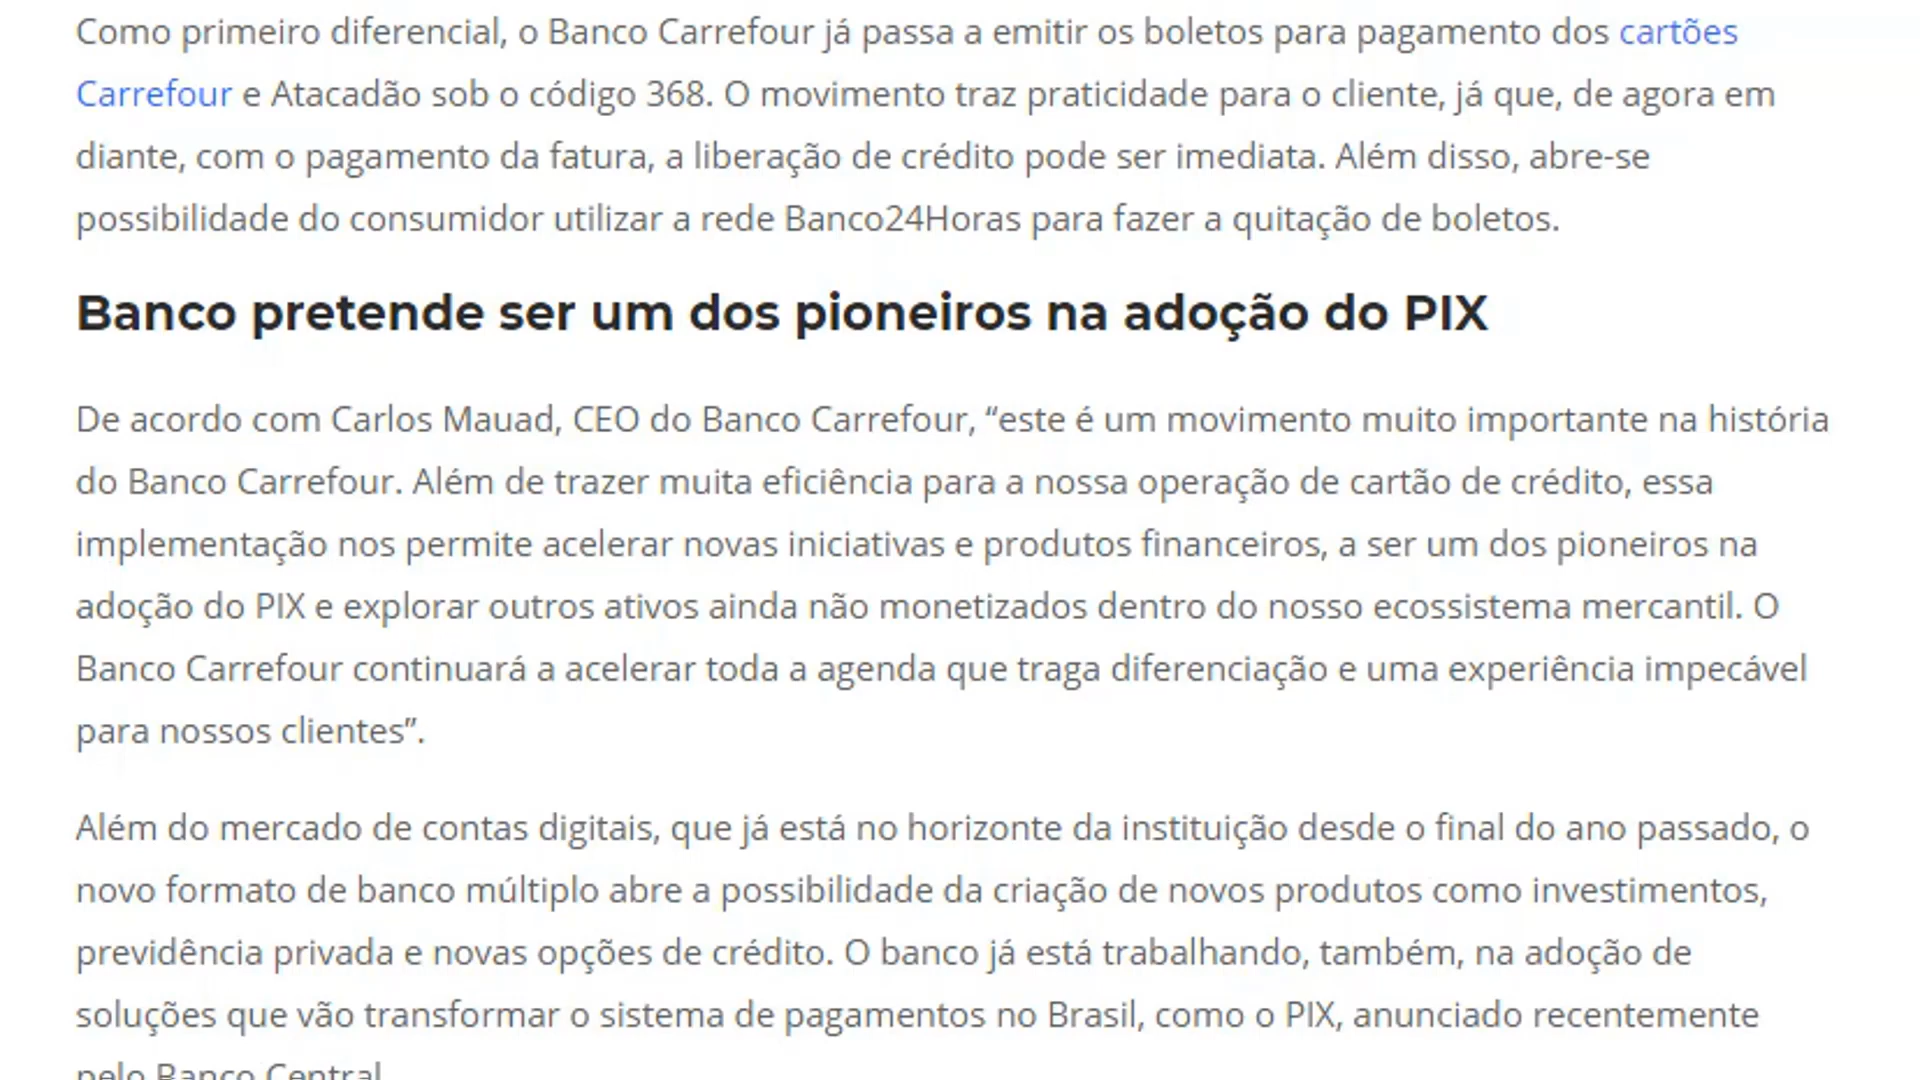 Como primeiro diferencial, o Banco Carrefour já passa a emitir os boletos para pagamento dos cartões
Carrefour e Atacadão sob o código 368. O movimento traz praticidade para o cliente, já que, de agora em
diante, com o pagamento da fatura, a liberação de crédito pode ser imediata. Além disso, abre-se
possibilidade do consumidor utilizar a rede Banco24Horas para fazer a quitação de boletos.
Banco pretende ser um dos pioneiros na adoção do PIX
De acordo com Carlos Mauad, CEO do Banco Carrefour, “este é um movimento muito importante na história
do Banco Carrefour. Além de trazer muita eficiência para a nossa operação de cartão de crédito, essa
implementação nos permite acelerar novas iniciativas e produtos financeiros, a ser um dos pioneiros na
adoção do PIX e explorar outros ativos ainda não monetizados dentro do nosso ecossistema mercantil. O
Banco Carrefour continuará a acelerar toda a agenda que traga diferenciação e uma experiência impecável
para nossos clientes”.
Além do mercado de contas digitais, que já está no horizonte da instituição desde o final do ano passado, o
novo formato de banco múltiplo abre a possibilidade da criação de novos produtos como investimentos,
previdência privada e novas opções de crédito. O banco já está trabalhando, também, na adoção de
soluções que vão transformar o sistema de pagamentos no Brasil, como o PIX, anunciado recentemente
pelo Banco Central